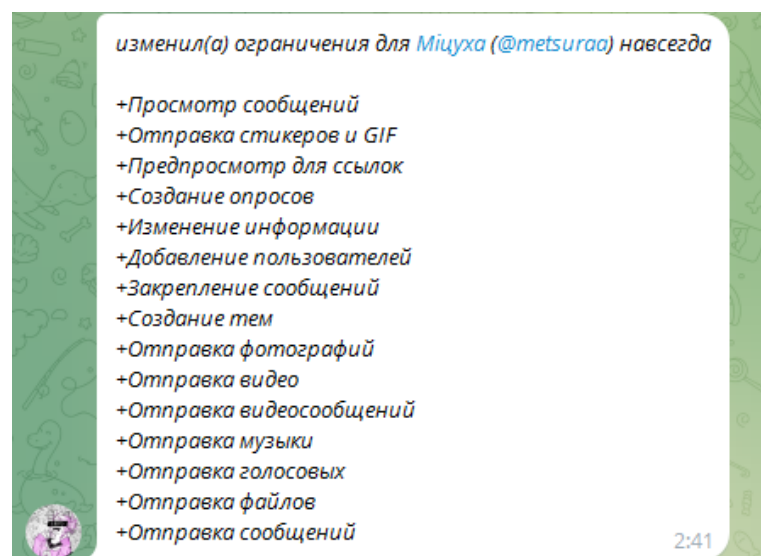 изменил(а) ограничения для Міцуха (@metsuraa) навсегда
+Просмотр сообщений
+Отправка стикеров и GIF
+Предпросмотр для ссылок
+Создание опросов
+Изменение информации
+Добавление пользователей
+Закрепление сообщений
+Создание тем
+Отправка фотографий
+Отправка видео
+Отправка видеосообщений
+Отправка музыки
+Отправка голосовых
+Отправка файлов
+Отправка сообщений
2:41